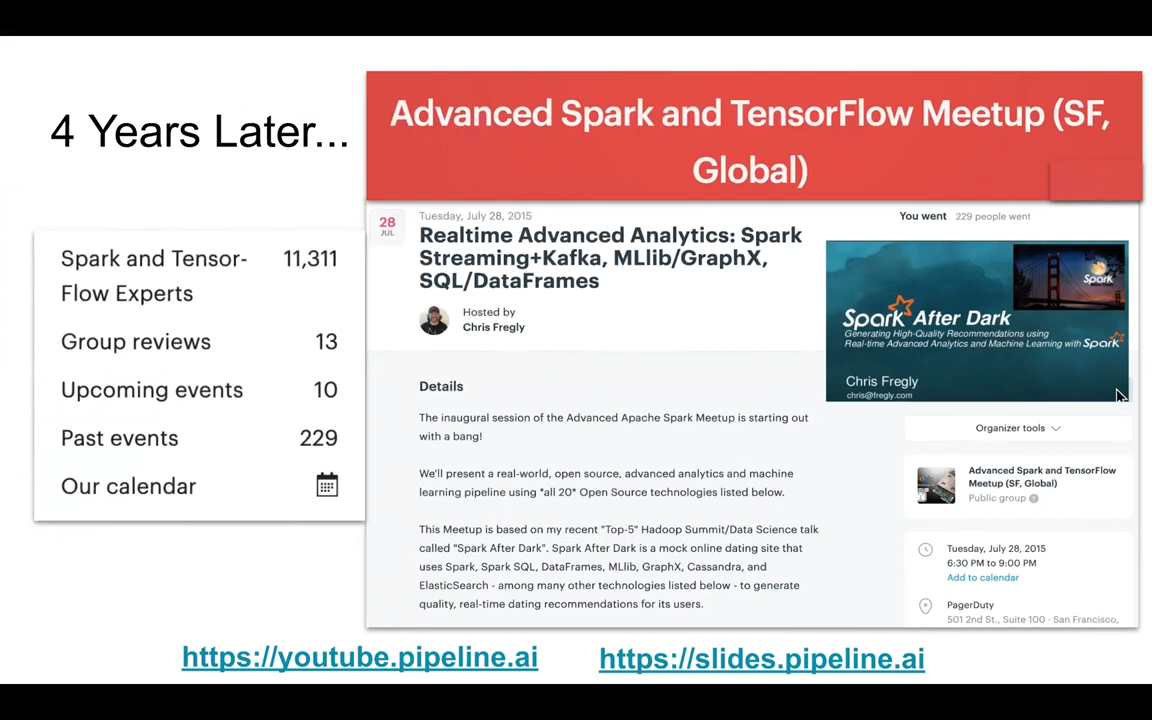 4 Years Later...
Advanced Spark and TensorFlow Meetup (SF,
Global)
Spark and Tensor-
Flow Experts
11,311
Group reviews 13
Upcoming events 10
Past events 229
Our calendar
28
JUL
Tuesday, July 28, 2015
Realtime Advanced Analytics: Spark
Streaming+Kafka, MLlib/GraphX,
SQL/DataFrames
Hosted by
Chris Fregly
You went 229 people went
Spark
Spark After Dark
Generating High-Quality Recommendations using
Real-time Advanced Analytics and Machine Learning with Spark
Chris Fregly
chris@fregly.com
Details
The inaugural session of the Advanced Apache Spark Meetup is starting out
with a bang!
We'll present a real-world, open source, advanced analytics and machine
learning pipeline using *all 20* Open Source technologies listed below.
This Meetup is based on my recent "Top-5" Hadoop Summit/Data Science talk
called "Spark After Dark". Spark After Dark is a mock online dating site that
uses Spark, Spark SQL, DataFrames, MLlib, GraphX, Cassandra, and
ElasticSearch - among many other technologies listed below - to generate
quality, real-time dating recommendations for its users.
Organizer tools
Advanced Spark and TensorFlow
Meetup (SF, Global)
Public group ?
Tuesday, July 28, 2015
6:30 PM to 9:00 PM
Add to calendar
PagerDuty
501 2nd St., Suite 100 · San Francisco,
https://youtube.pipeline.ai
https://slides.pipeline.ai